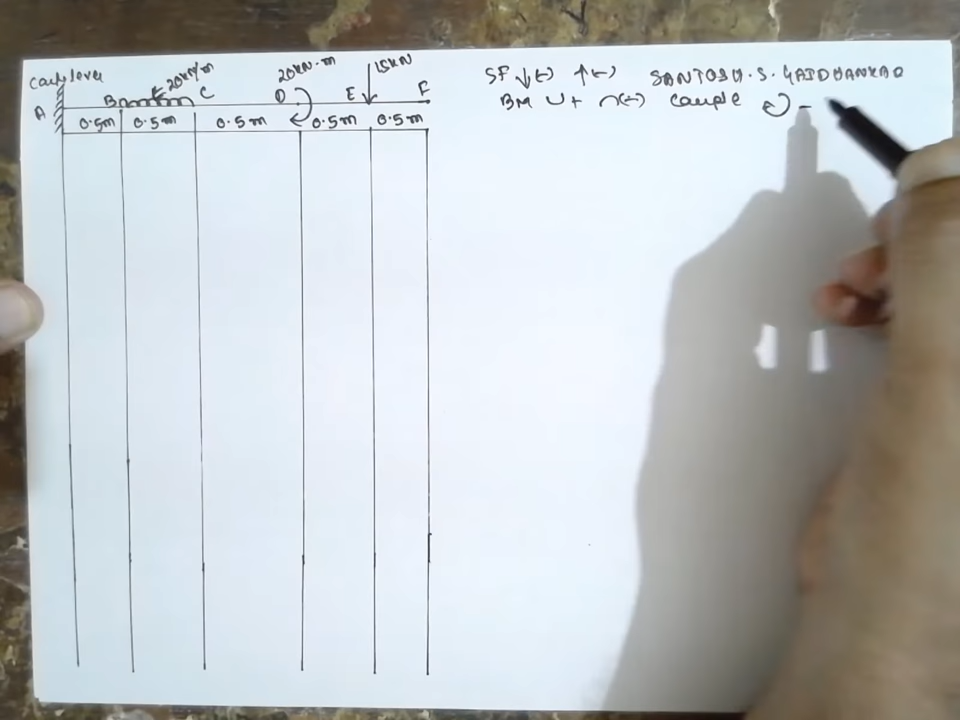 Cantilever
20kN/m 20kN.m 15kN
A B C D E F
0.5m 0.5m 0.5m 0.5m 0.5m
SF ↓(-) ↑(-) SANTOSH.S.GAIDHANKAR
BM U+ ∩(-) Couple -